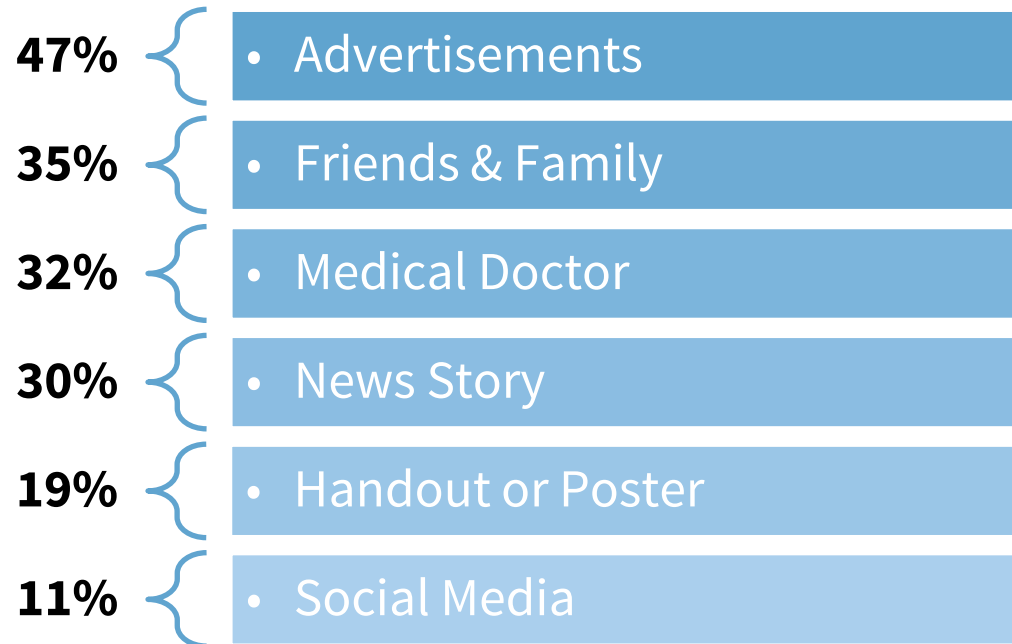 47% • Advertisements
35% • Friends & Family
32% • Medical Doctor
30% • News Story
19% • Handout or Poster
11% • Social Media